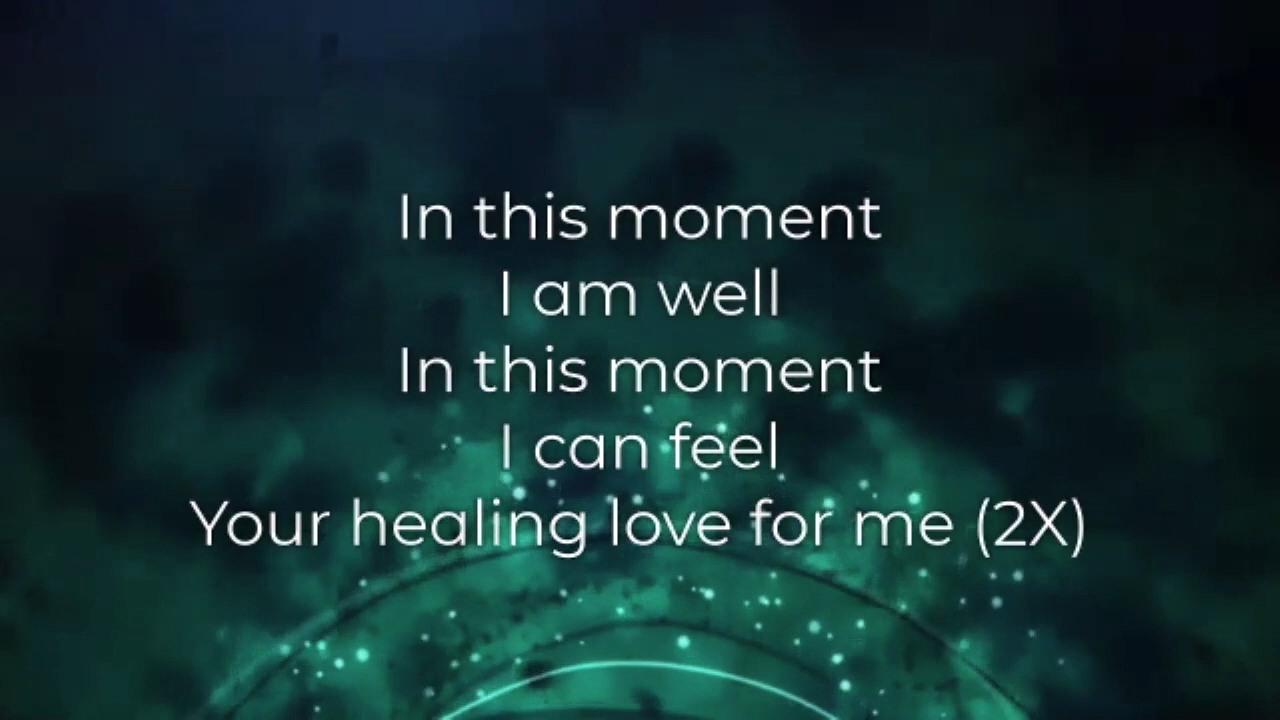 In this moment
I am well
In this moment
I can feel
Your healing love for me (2X)